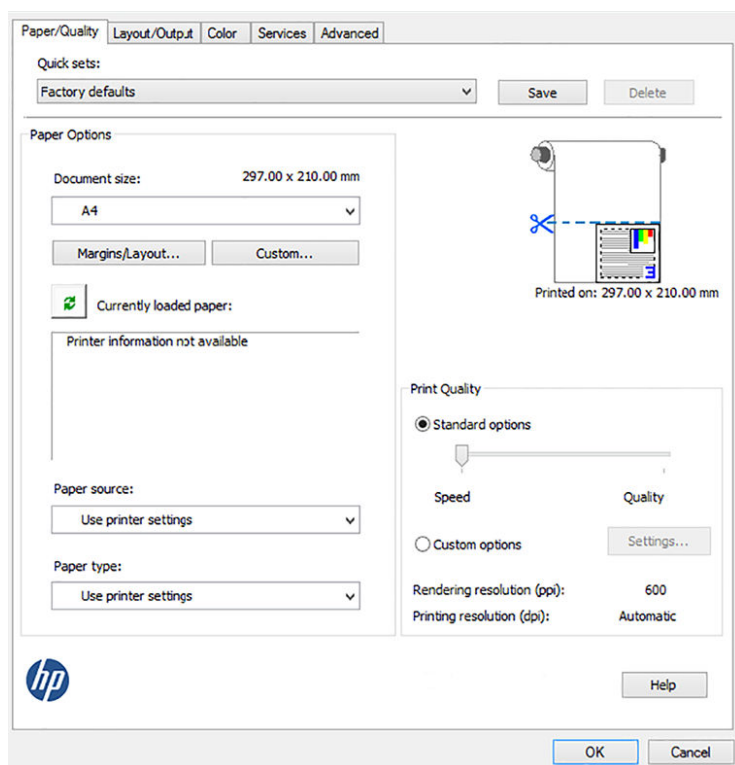 Paper/Quality Layout/Output Color Services Advanced
Quick sets:
Factory defaults
Save Delete
Paper Options
Document size: 297.00 x 210.00 mm
A4
Margins/Layout... Custom...
Currently loaded paper:
Printer information not available
Paper source:
Use printer settings
Paper type:
Use printer settings
Printed on: 297.00 x 210.00 mm
Print Quality
Standard options
Speed Quality
Custom options Settings...
Rendering resolution (ppi): 600
Printing resolution (dpi): Automatic
hp
Help
OK Cancel